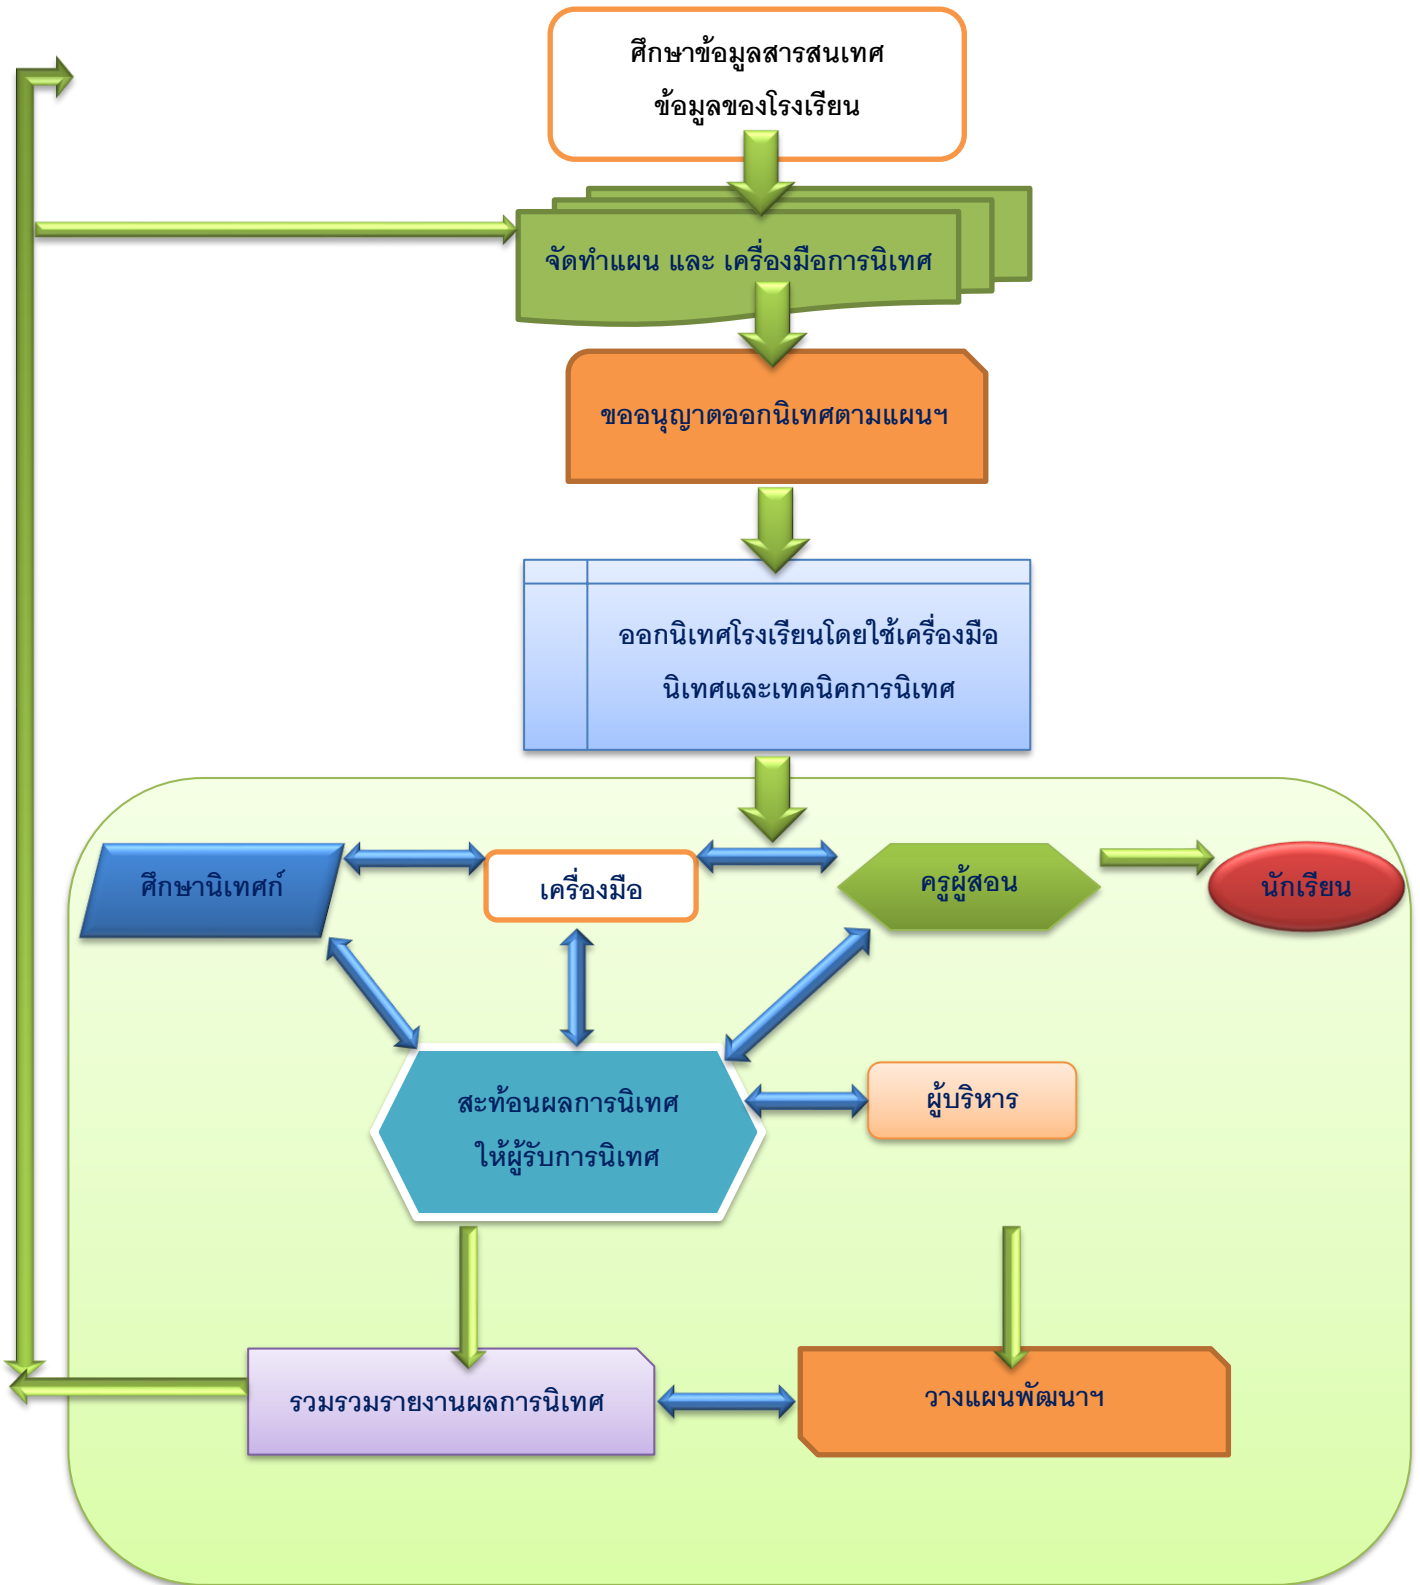 ศึกษาข้อมูลสารสนเทศ
ข้อมูลของโรงเรียน
จัดทำแผน และ เครื่องมือการนิเทศ
ขออนุญาตออกนิเทศตามแผนฯ
ออกนิเทศโรงเรียนโดยใช้เครื่องมือ
นิเทศและเทคนิคการนิเทศ
ศึกษานิเทศก์
เครื่องมือ
ครูผู้สอน
นักเรียน
สะท้อนผลการนิเทศ
ให้ผู้รับการนิเทศ
ผู้บริหาร
รวมรวมรายงานผลการนิเทศ
วางแผนพัฒนาฯ